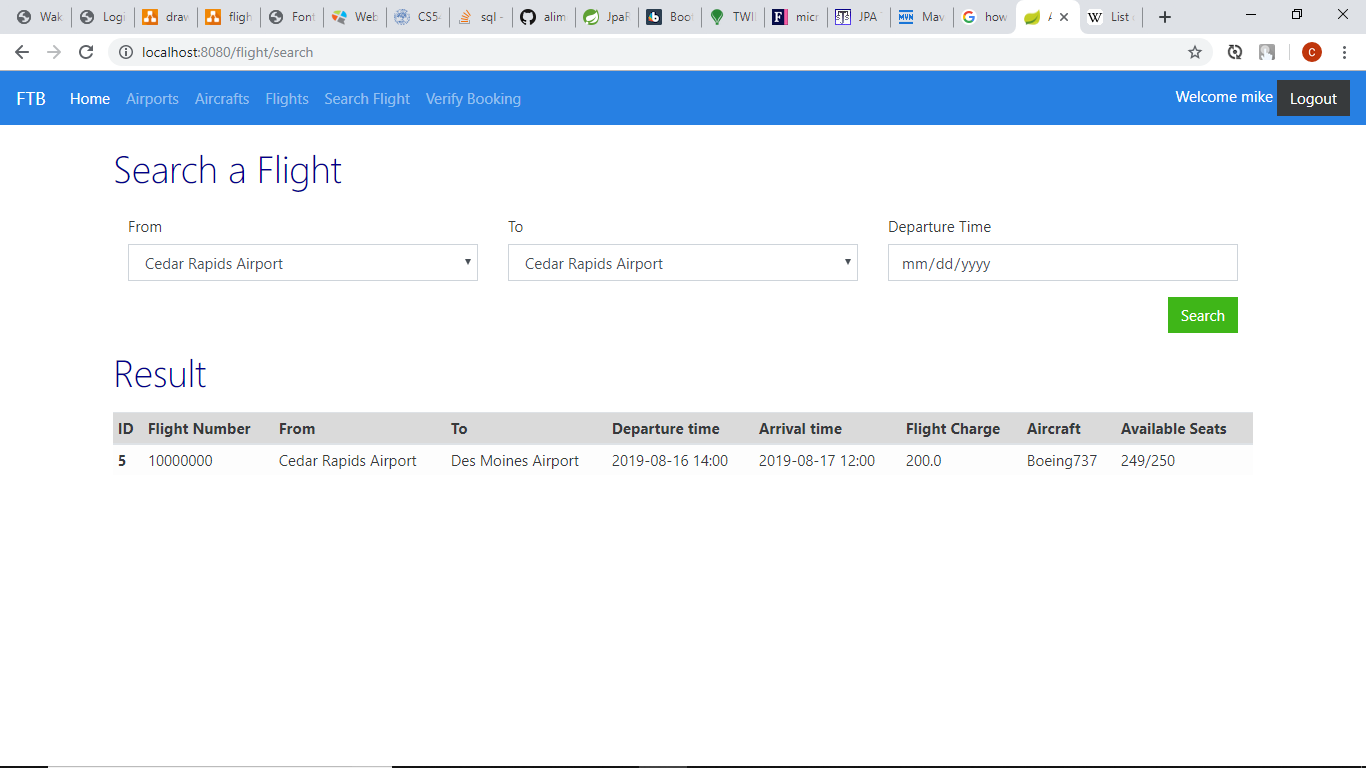 Wak Logi draw fligh Font Web CS54 sql - alim JpaR Boot TWI micr JPA Mav how List
localhost:8080/flight/search C
FTB Home Airports Aircrafts Flights Search Flight Verify Booking Welcome mike Logout
Search a Flight
From To Departure Time
Cedar Rapids Airport Cedar Rapids Airport mm/dd/yyyy
Search
Result
ID Flight Number From To Departure time Arrival time Flight Charge Aircraft Available Seats
5 10000000 Cedar Rapids Airport Des Moines Airport 2019-08-16 14:00 2019-08-17 12:00 200.0 Boeing737 249/250